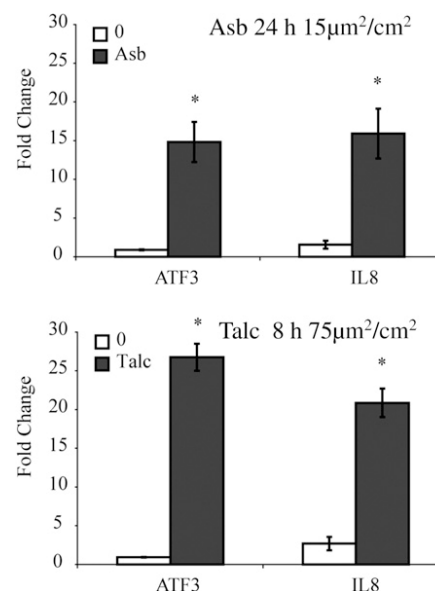 Asb 24 h 15μm²/cm²
0
Asb
Fold Change
30
25
20
15
10
5
0
*
*
ATF3
IL8
Talc 8 h 75μm²/cm²
0
Talc
Fold Change
30
25
20
15
10
5
0
*
*
ATF3
IL8